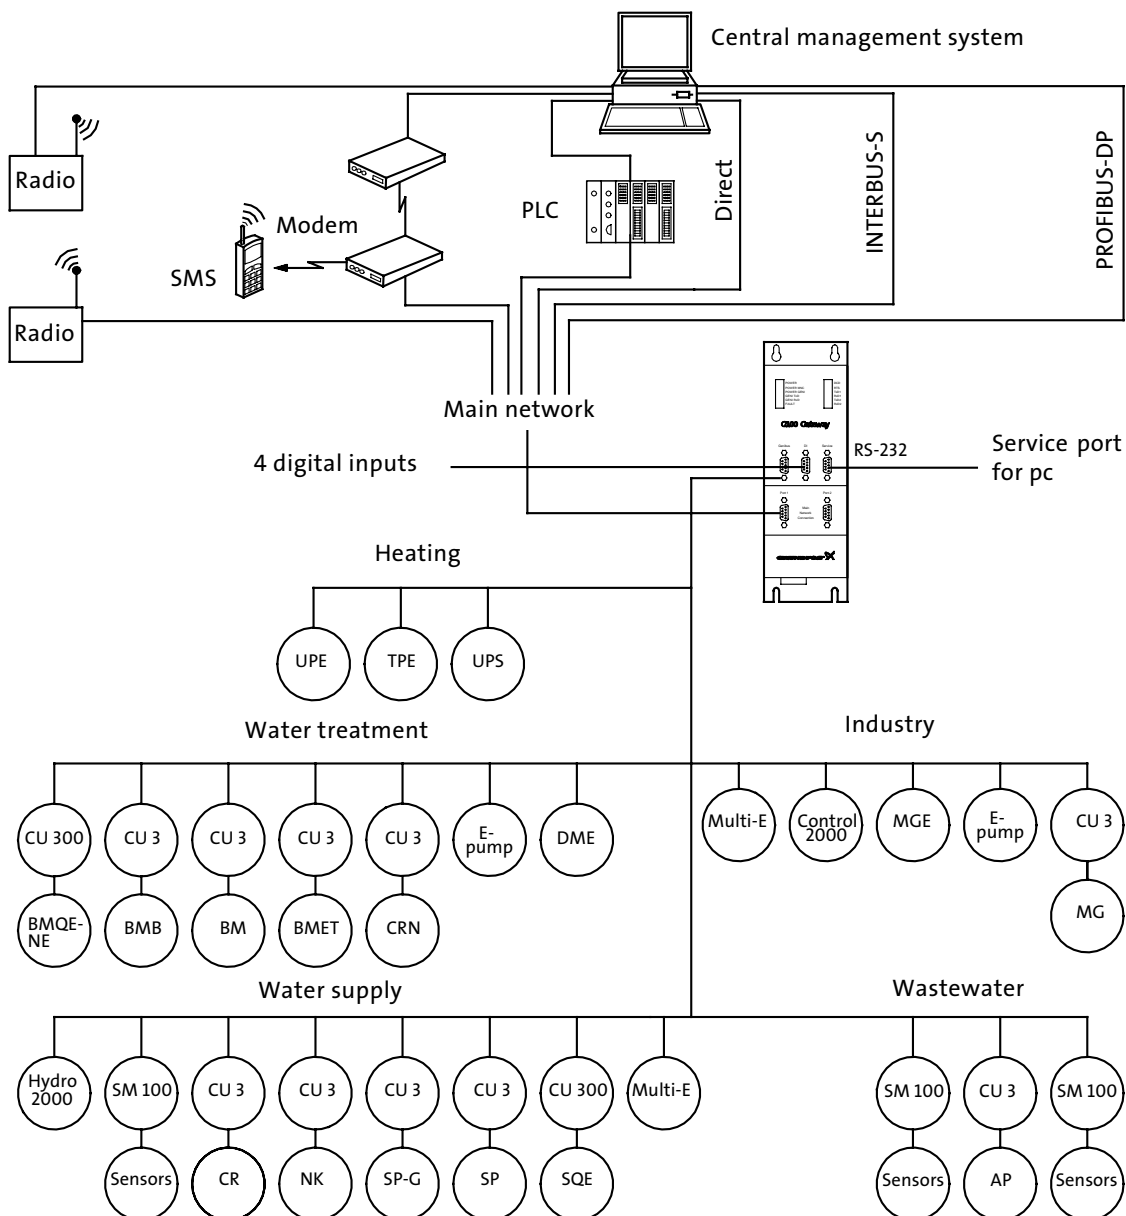 Central management system
Radio
Modem
SMS
PLC
Direct
INTERBUS-S
PROFIBUS-DP
Radio
Main network
4 digital inputs
G100 Gateway
RS-232
Service port
for pc
Heating
UPE
TPE
UPS
Water treatment
CU 300
CU 3
CU 3
CU 3
CU 3
E-
pump
DME
BMQE-
NE
BMB
BM
BMET
CRN
Industry
Multi-E
Control
2000
MGE
E-
pump
CU 3
MG
Water supply
Hydro
2000
SM 100
CU 3
NK
CU 3
CU 3
CU 3
CU 300
Multi-E
Sensors
CR
SP-G
SP
SQE
Wastewater
SM 100
CU 3
SM 100
Sensors
AP
Sensors